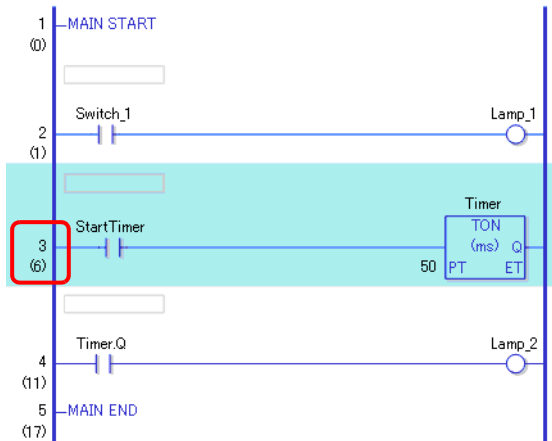 1 MAIN START
(0)
Switch_1 Lamp_1
2
(1)
Timer
StartTimer TON
3 (ms) Q
(6) 50 PT ET
Timer.Q Lamp_2
4
(11)
5 MAIN END
(17)